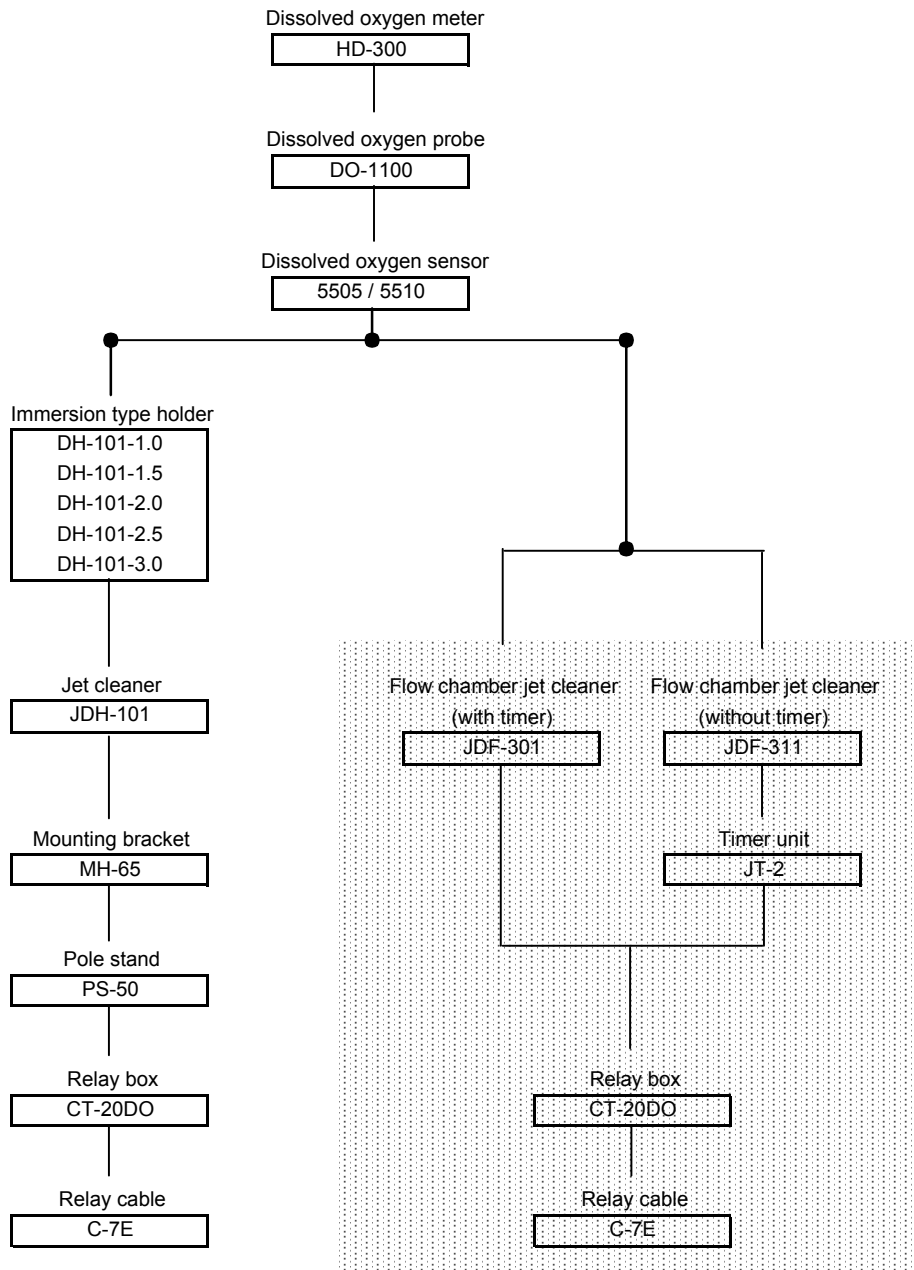 Dissolved oxygen meter
HD-300
Dissolved oxygen probe
DO-1100
Dissolved oxygen sensor
5505 / 5510
Immersion type holder
DH-101-1.0
DH-101-1.5
DH-101-2.0
DH-101-2.5
DH-101-3.0
Jet cleaner
JDH-101
Mounting bracket
MH-65
Pole stand
PS-50
Relay box
CT-20DO
Relay cable
C-7E
Flow chamber jet cleaner
(with timer)
JDF-301
Flow chamber jet cleaner
(without timer)
JDF-311
Timer unit
JT-2
Relay box
CT-20DO
Relay cable
C-7E